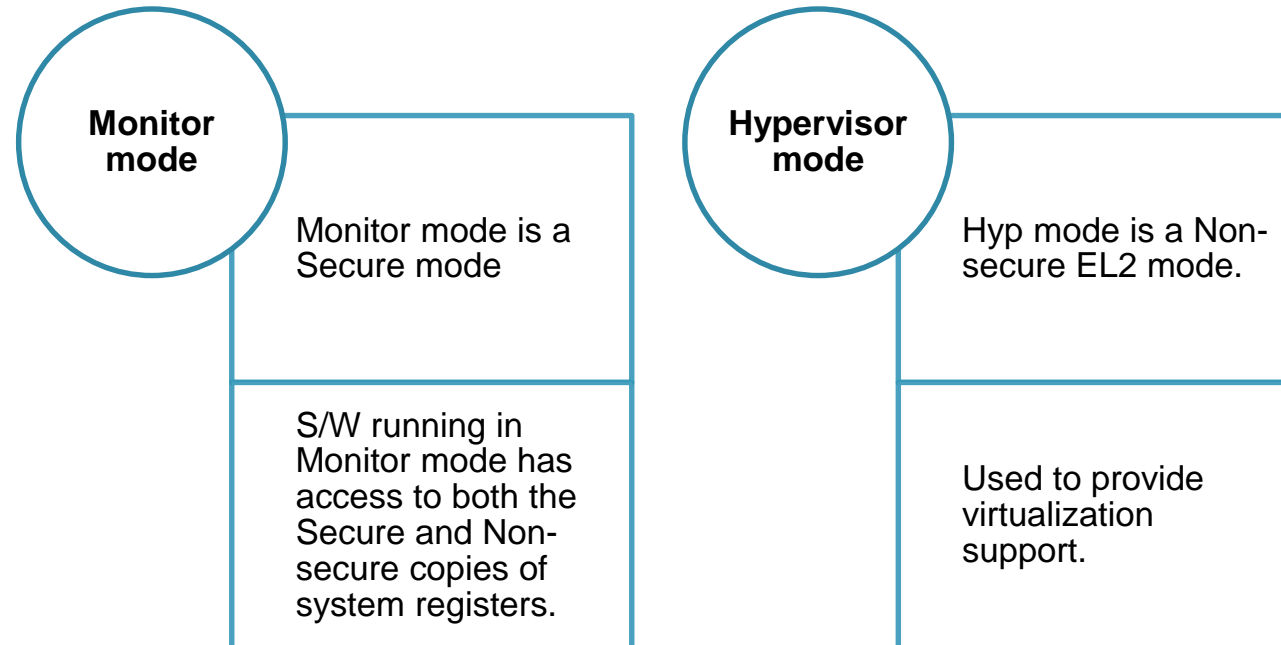 Monitor
mode
Monitor mode is a
Secure mode
S/W running in
Monitor mode has
access to both the
Secure and Non-
secure copies of
system registers.
Hypervisor
mode
Hyp mode is a Non-
secure EL2 mode.
Used to provide
virtualization
support.